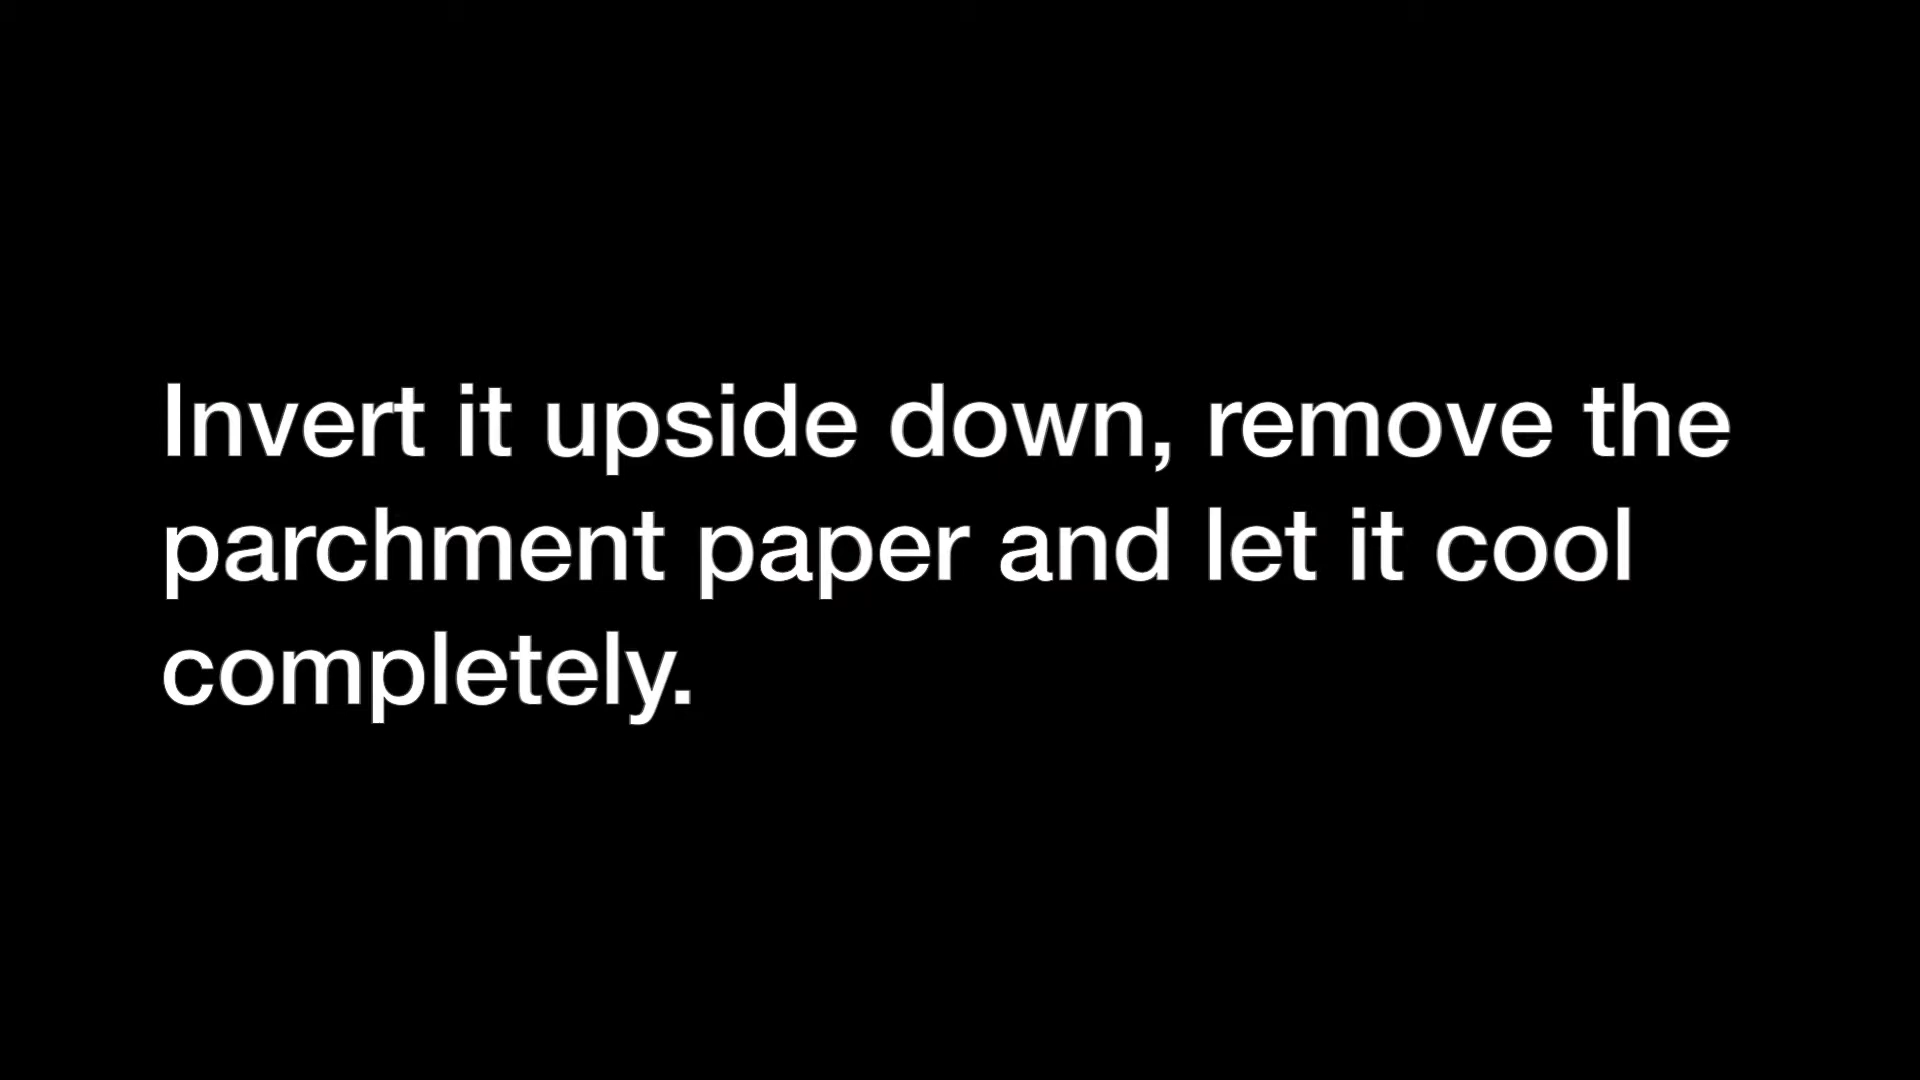 Invert it upside down, remove the
parchment paper and let it cool
completely.